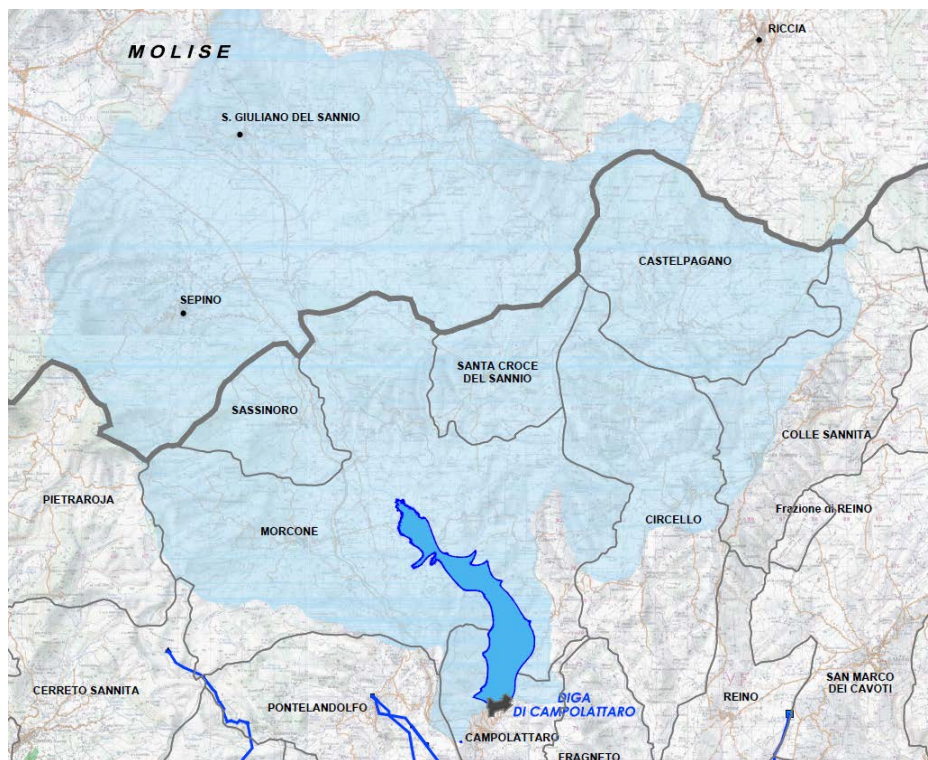 MOLISE
RICCIA
S. GIULIANO DEL SANNIO
CASTELPAGANO
SEPINO
SANTA CROCE
DEL SANNIO
SASSINORO
COLLE SANNITA
PIETRAROJA
Frazione di REINO
MORCONE
CIRCELLO
SAN MARCO
DEI CAVOTI
CERRETO SANNITA
PONTELANDOLFO
DIGA
DI CAMPOLATTARO
REINO
CAMPOLATTARO
FRAGNETO